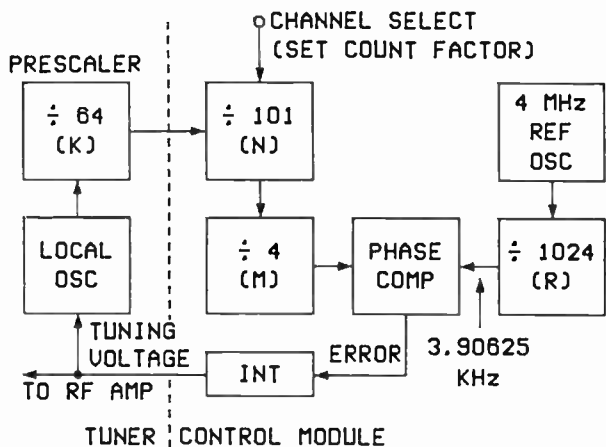 CHANNEL SELECT
(SET COUNT FACTOR)
PRESCALER
÷ 64
(K)
÷ 101
(N)
4 MHz
REF
OSC
LOCAL
OSC
÷ 4
(M)
PHASE
COMP
÷ 1024
(R)
TUNING
VOLTAGE
ERROR
3.90625
KHz
INT
TO RF AMP
TUNER
CONTROL MODULE